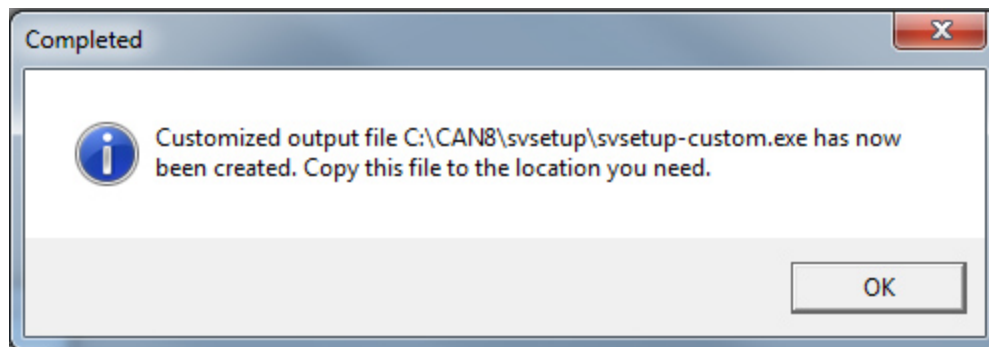 Completed
Customized output file C:\CAN8\svsetup\svsetup-custom.exe has now
been created. Copy this file to the location you need.
OK